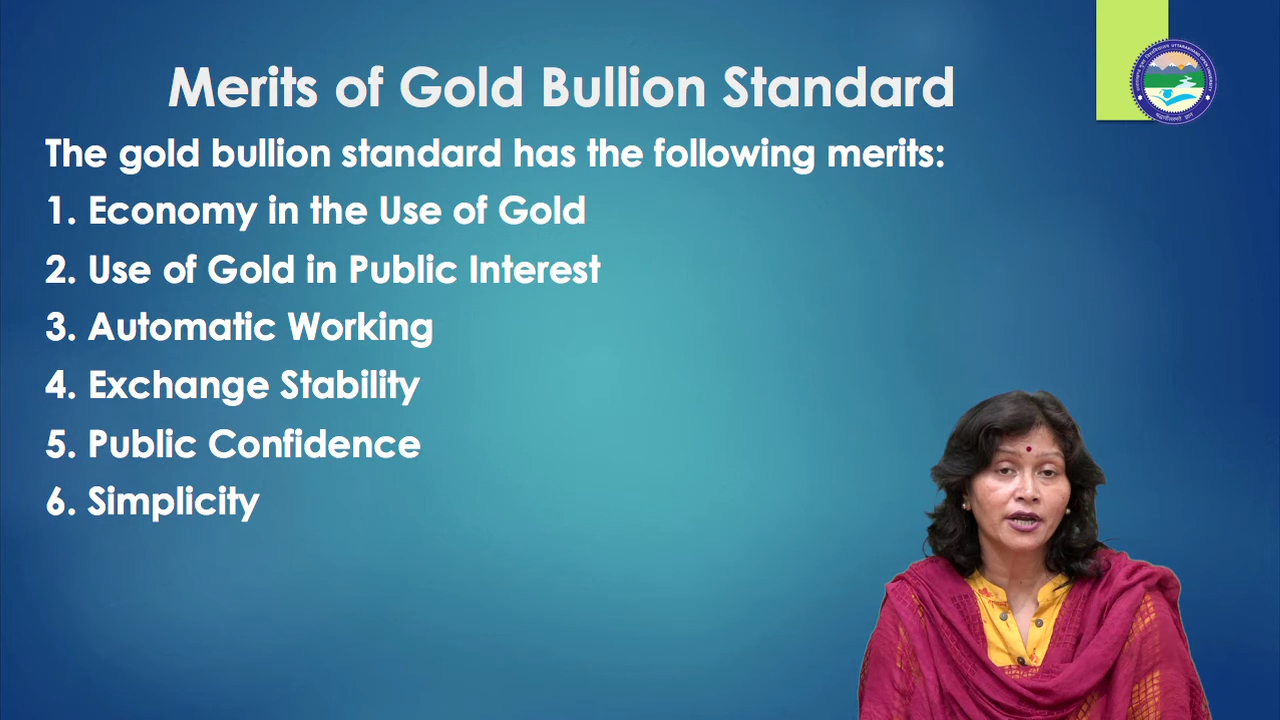 Merits of Gold Bullion Standard
The gold bullion standard has the following merits:
1. Economy in the Use of Gold
2. Use of Gold in Public Interest
3. Automatic Working
4. Exchange Stability
5. Public Confidence
6. Simplicity